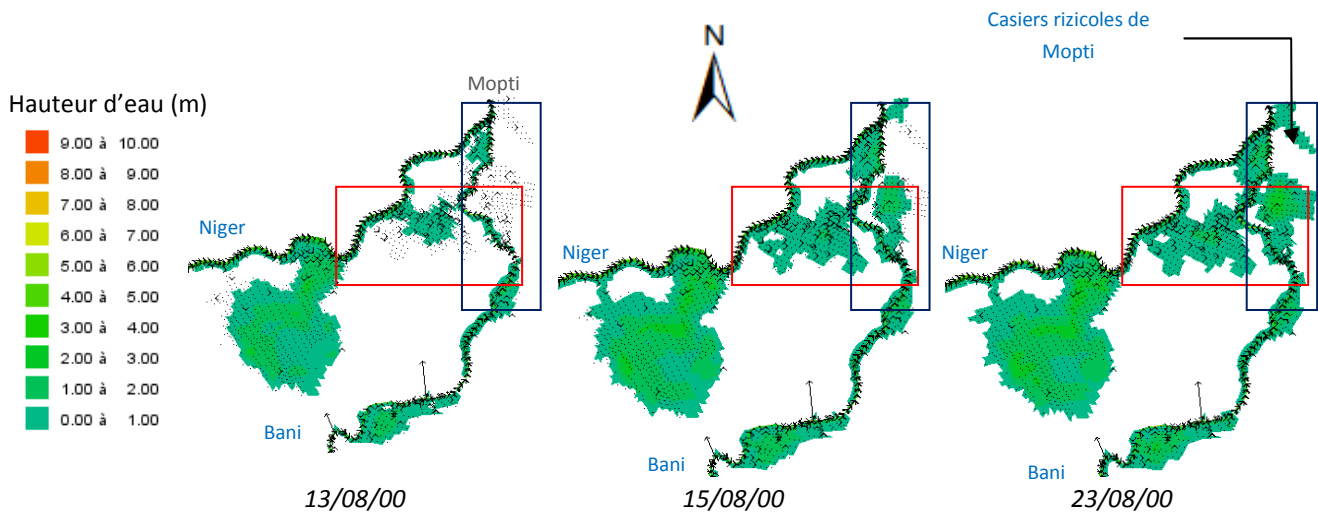 Casiers rizicoles de
Mopti
N
Mopti
Hauteur d'eau (m)
9.00 à 10.00
8.00 à 9.00
7.00 à 8.00
6.00 à 7.00
5.00 à 6.00
4.00 à 5.00
3.00 à 4.00
2.00 à 3.00
1.00 à 2.00
0.00 à 1.00
Niger
Bani
13/08/00
Niger
Bani
15/08/00
Niger
Bani
23/08/00